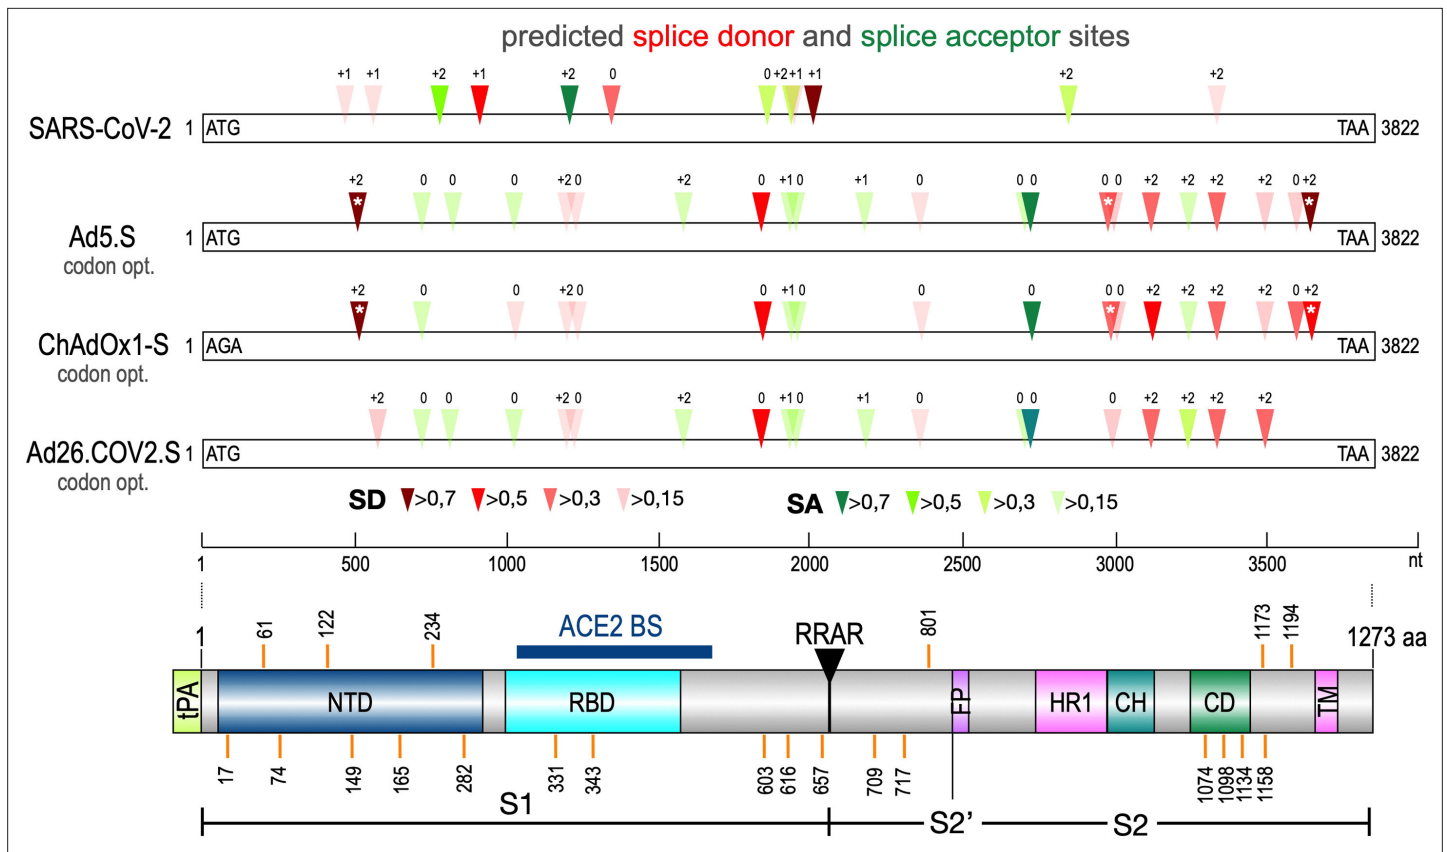 predicted splice donor and splice acceptor sites
+1 +1 +2 +1 +2 0 0 +2 +1 +1 +2 +2
SARS-CoV-2 1 ATG TAA 3822
+2 0 0 0 +2 0 +2 0 +1 0 +1 0 0 0 0 0 +2 +2 +2 +2 0 +2
* * *
Ad5.S 1 ATG TAA 3822
codon opt.
+2 0 0 +2 0 0 +1 0 0 0 0 0 +2 +2 +2 +2 0 +2
* * *
ChAdOx1-S 1 AGA TAA 3822
codon opt.
+2 0 0 0 +2 0 +2 0 +1 0 +1 0 0 0 0 +2 +2 +2 +2
Ad26.COV2.S 1 ATG TAA 3822
codon opt.
SD >0,7 >0,5 >0,3 >0,15 SA >0,7 >0,5 >0,3 >0,15
1 500 1000 1500 2000 2500 3000 3500 nt
1 61 122 234 ACE2 BS RRAR 801 1173 1194 1273 aa
tPA NTD RBD FP HR1 CH CD TM
17 74 149 165 282 331 343 603 616 657 709 717 1074 1098 1134 1158
S1 S2' S2